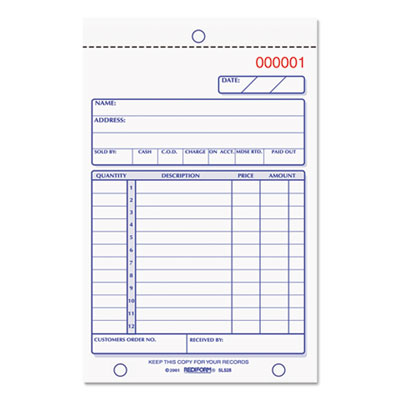 000001
DATE:
NAME:
ADDRESS:
SOLD BY: CASH C.O.D. CHARGE ON ACCT. MDSE RTD. PAID OUT
QUANTITY DESCRIPTION PRICE AMOUNT
1
2
3
4
5
6
7
8
9
10
11
12
CUSTOMERS ORDER NO. RECEIVED BY:
KEEP THIS COPY FOR YOUR RECORDS
©2001 REDIFORM® 5L528